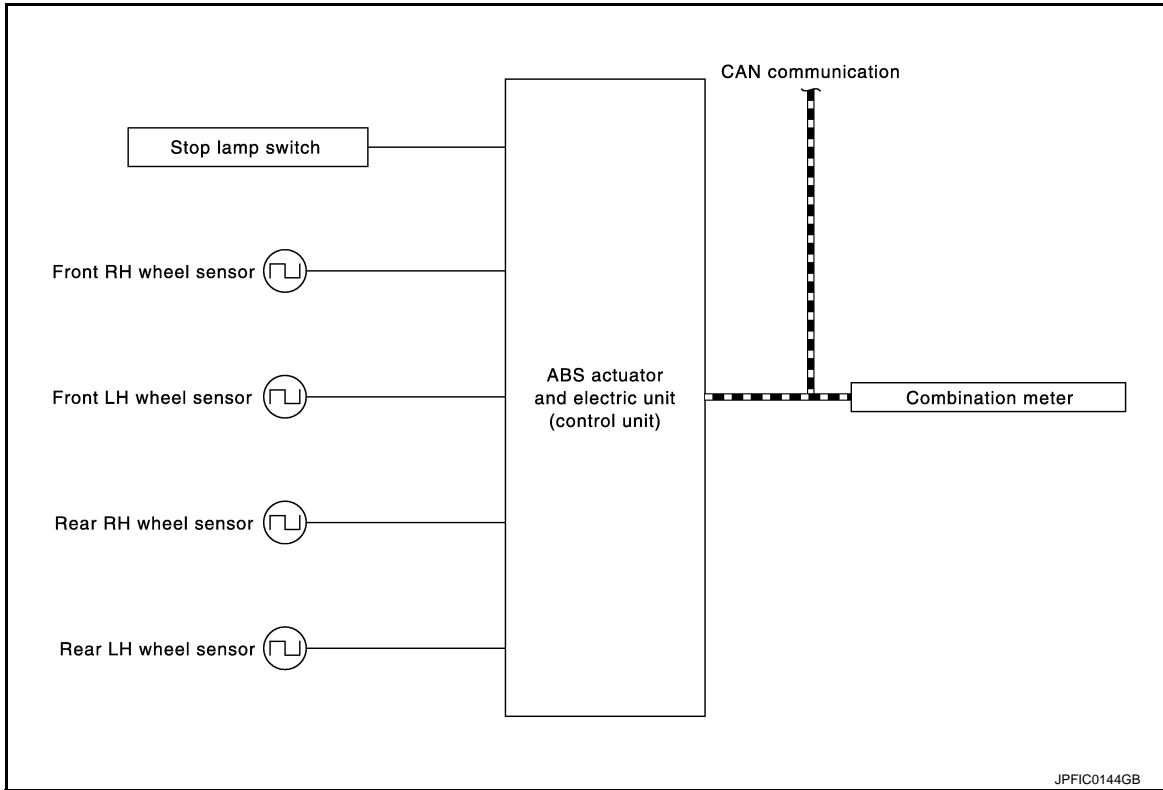 CAN communication
Stop lamp switch
Front RH wheel sensor
Front LH wheel sensor
ABS actuator
and electric unit
(control unit)
Combination meter
Rear RH wheel sensor
Rear LH wheel sensor
JPFIC0144GB